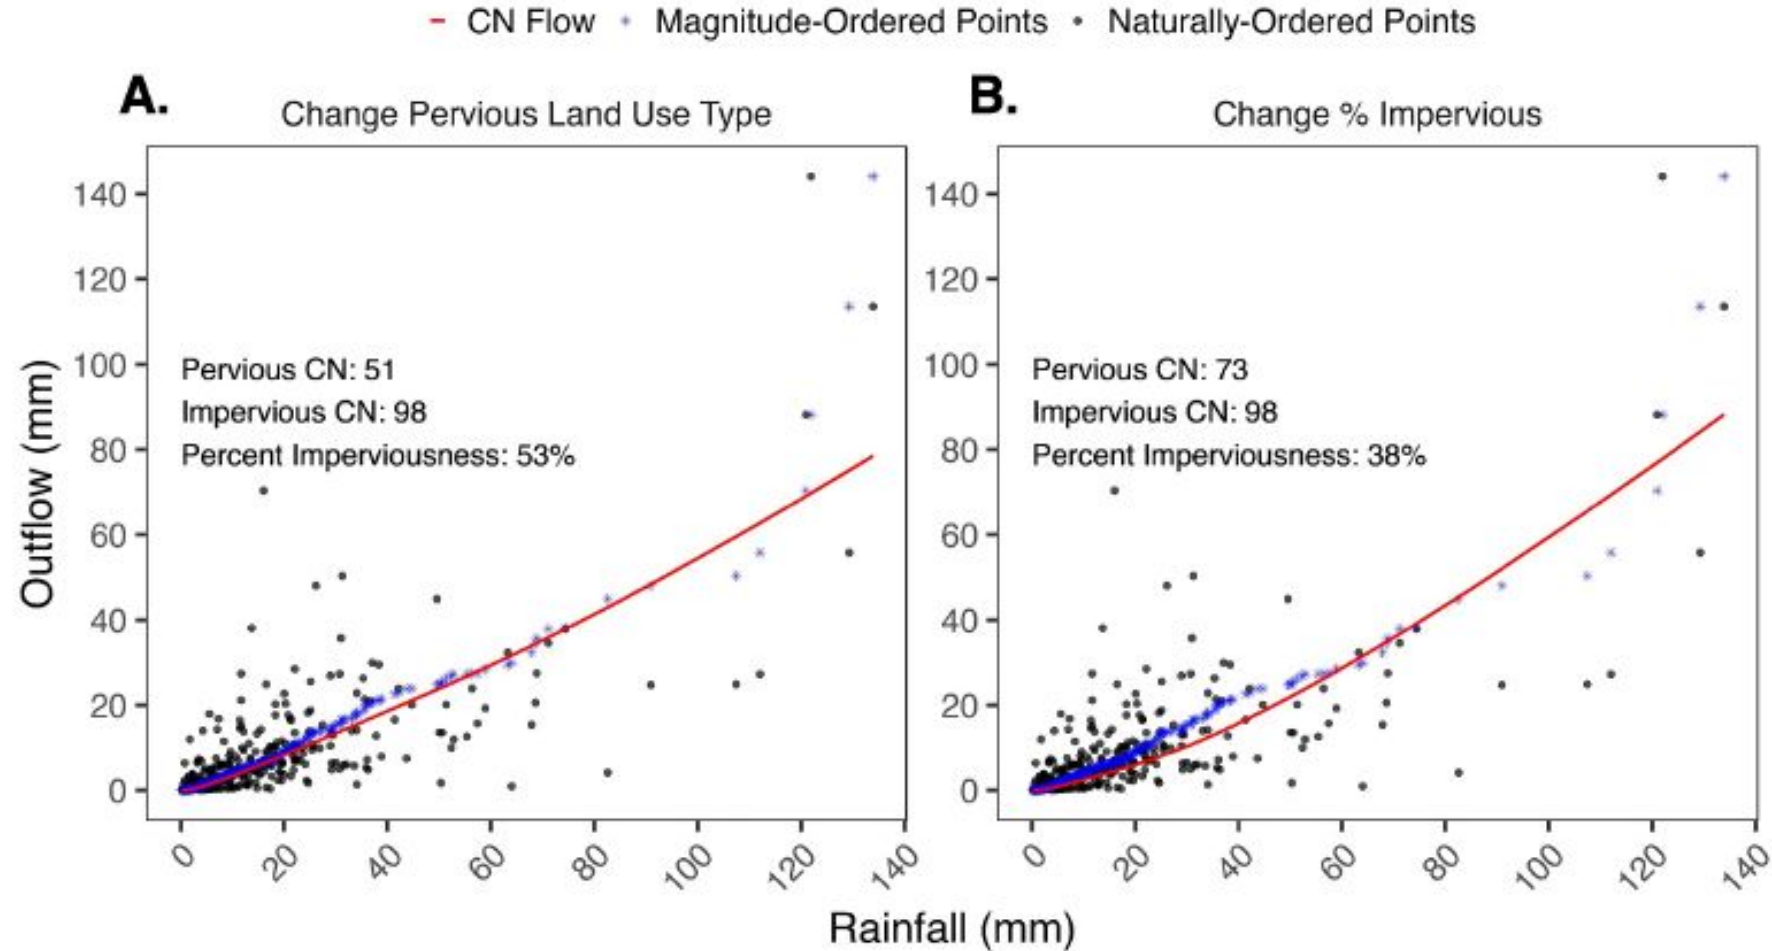 CN Flow Magnitude-Ordered Points Naturally-Ordered Points
A. B.
Change Pervious Land Use Type Change % Impervious
140 140
120 120
100 100
Pervious CN: 51 Pervious CN: 73
Impervious CN: 98 Impervious CN: 98
80 80
Percent Imperviousness: 53% Percent Imperviousness: 38%
60 60
40 40
20 20
0 0
Outflow (mm)
0 20 40 60 80 100 120 140 0 20 40 60 80 100 120 140
Rainfall (mm)